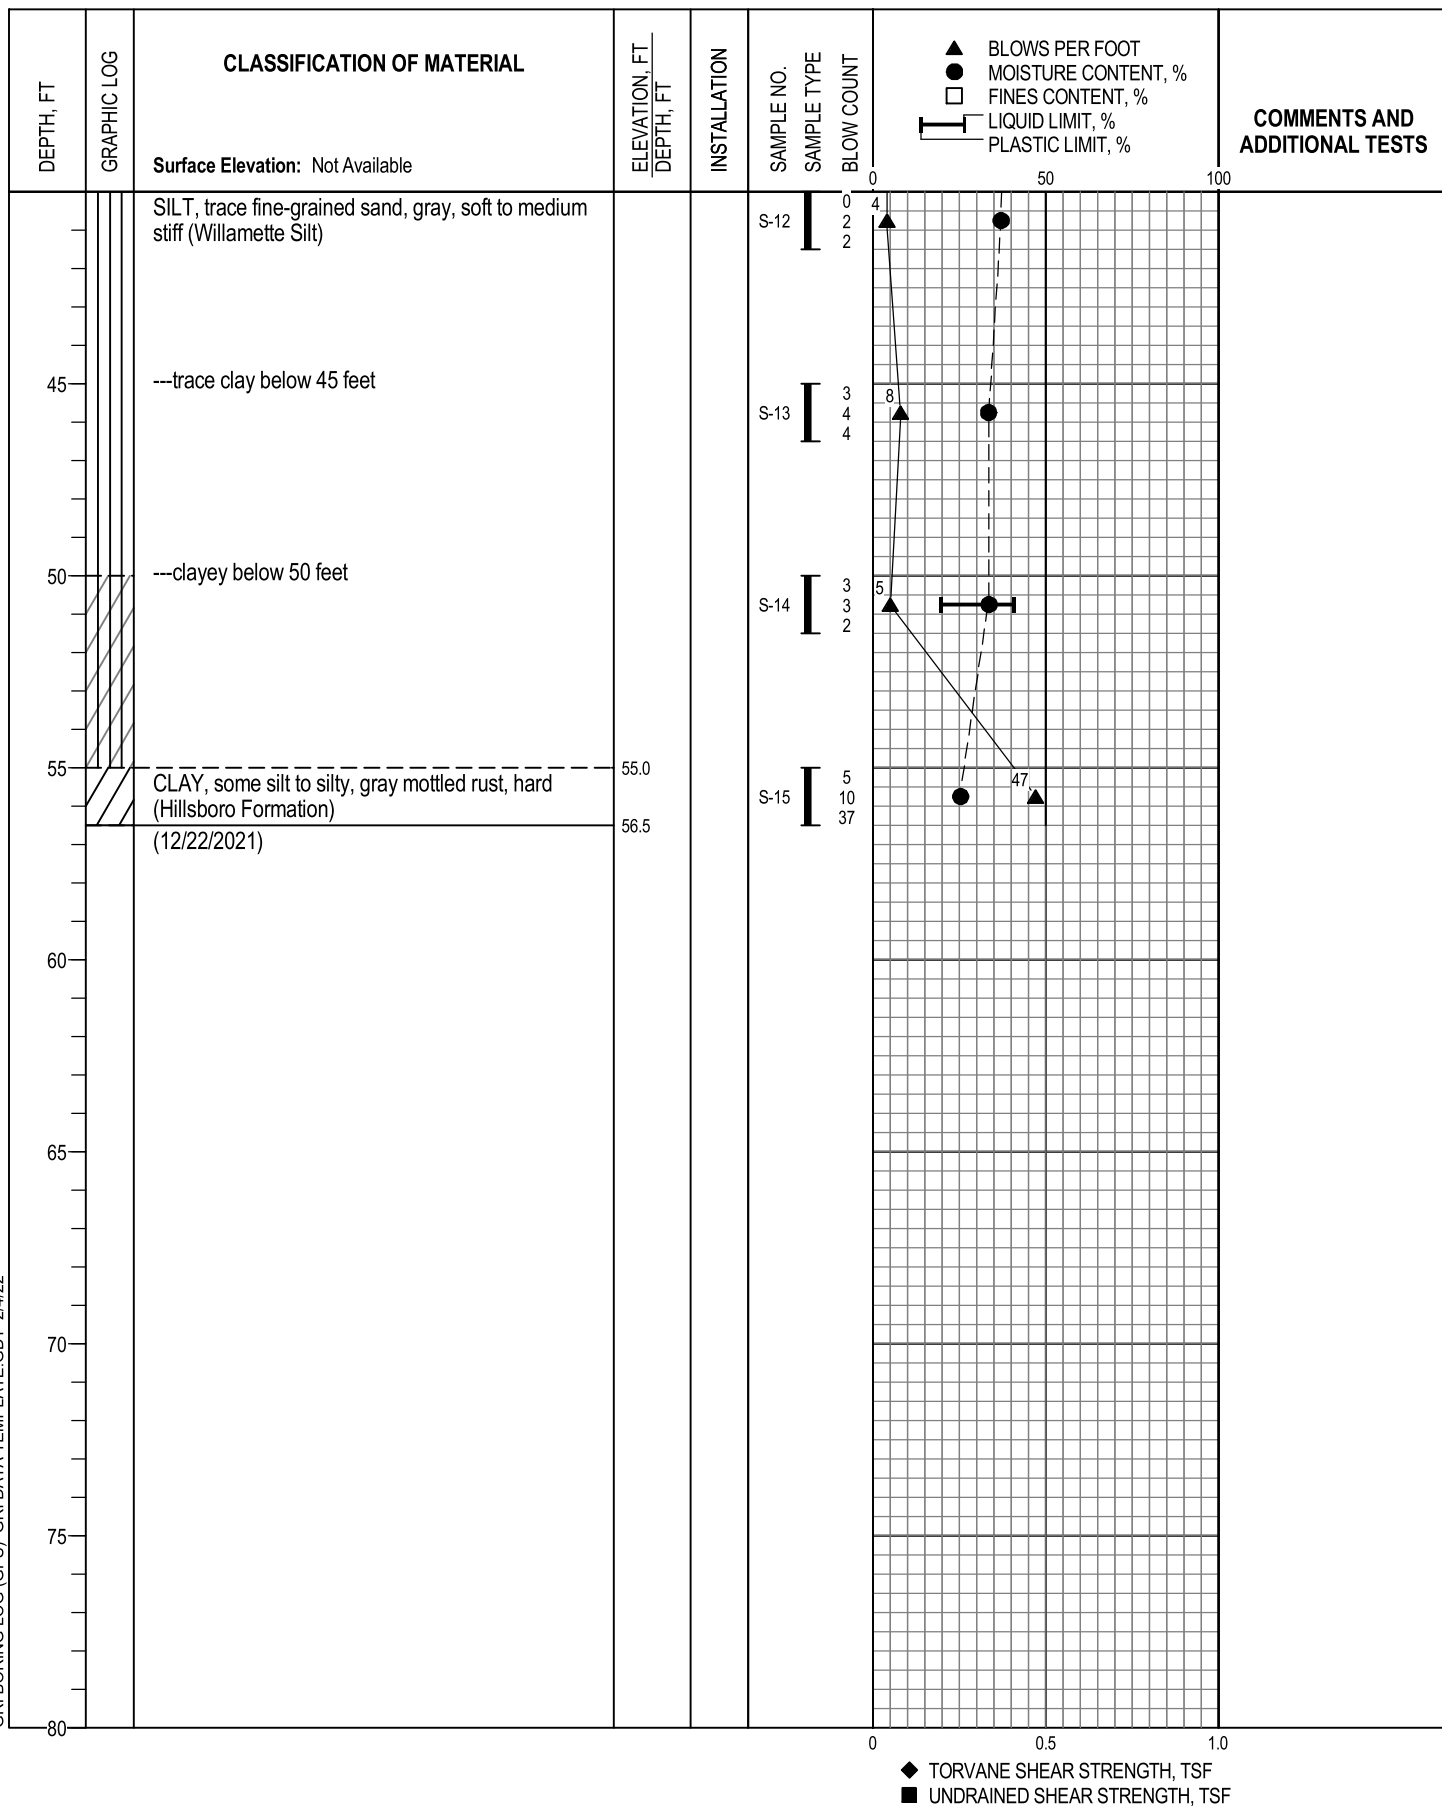 DEPTH, FT
GRAPHIC LOG
CLASSIFICATION OF MATERIAL
Surface Elevation: Not Available
ELEVATION, FT
DEPTH, FT
INSTALLATION
SAMPLE NO.
SAMPLE TYPE
BLOW COUNT
BLOWS PER FOOT
MOISTURE CONTENT, %
FINES CONTENT, %
LIQUID LIMIT, %
PLASTIC LIMIT, %
COMMENTS AND
ADDITIONAL TESTS
0 50 100
SILT, trace fine-grained sand, gray, soft to medium
stiff (Willamette Silt)
S-12
0
2
2
4
45
---trace clay below 45 feet
S-13
3
4
4
8
50
---clayey below 50 feet
S-14
3
3
2
5
55
55.0
CLAY, some silt to silty, gray mottled rust, hard
(Hillsboro Formation)
S-15
5
10
37
47
56.5
(12/22/2021)
60
65
70
75
80
0 0.5 1.0
TORVANE SHEAR STRENGTH, TSF
UNDRAINED SHEAR STRENGTH, TSF